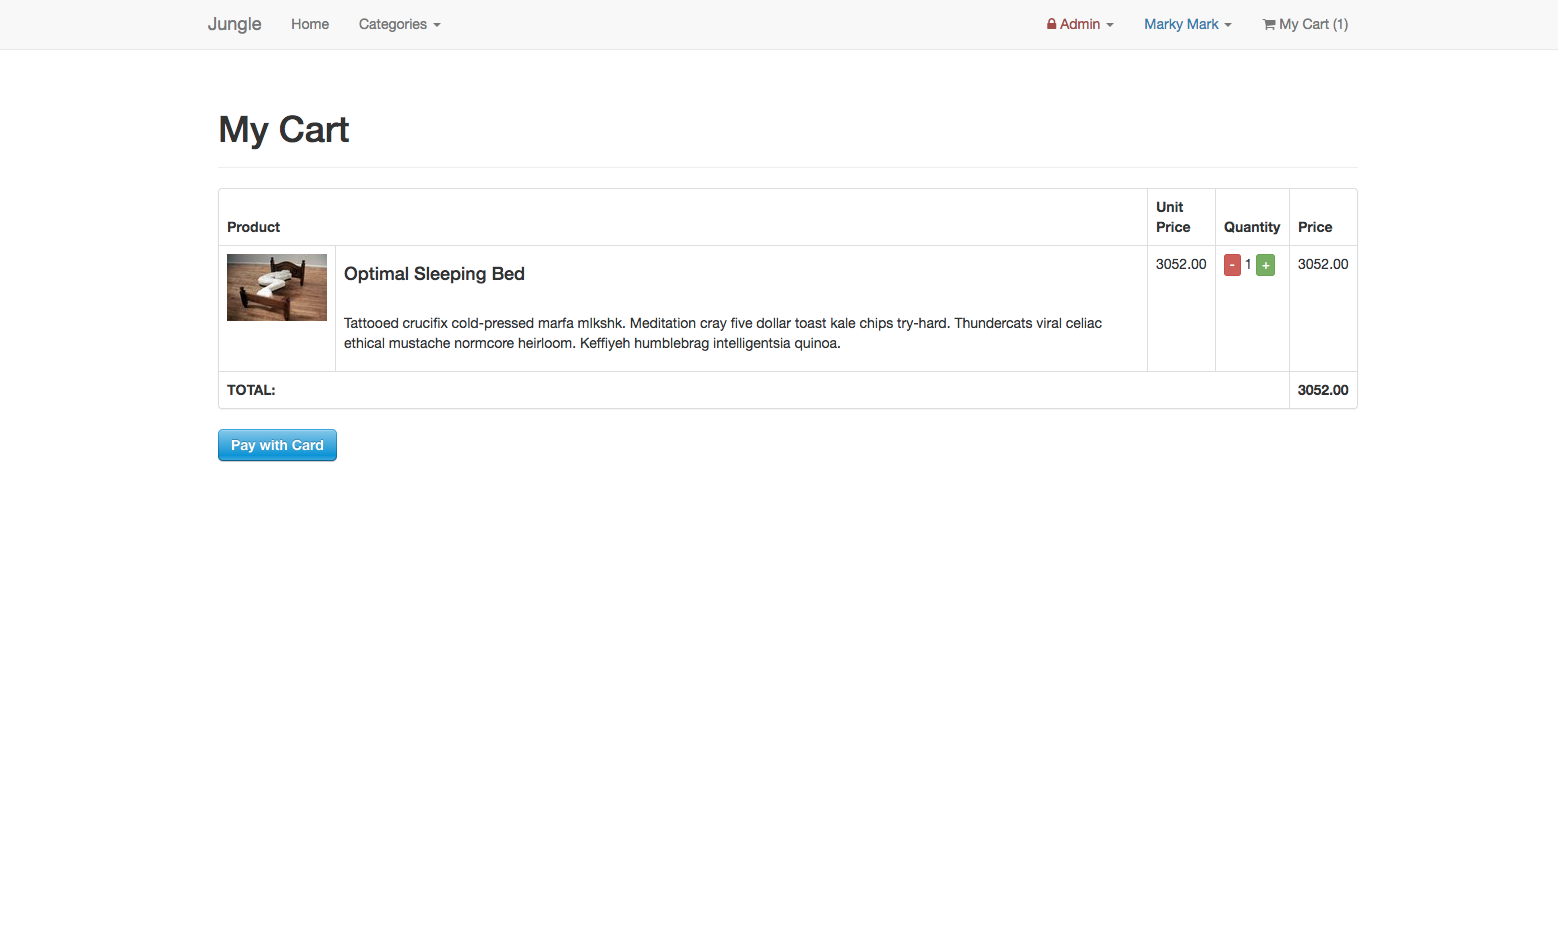 Jungle Home Categories Admin Marky Mark My Cart (1)
My Cart
Product Unit Price Quantity Price
Optimal Sleeping Bed 3052.00 - 1 + 3052.00
Tattooed crucifix cold-pressed marfa mlkshk. Meditation cray five dollar toast kale chips try-hard. Thundercats viral celiac
ethical mustache normcore heirloom. Keffiyeh humblebrag intelligentsia quinoa.
TOTAL: 3052.00
Pay with Card